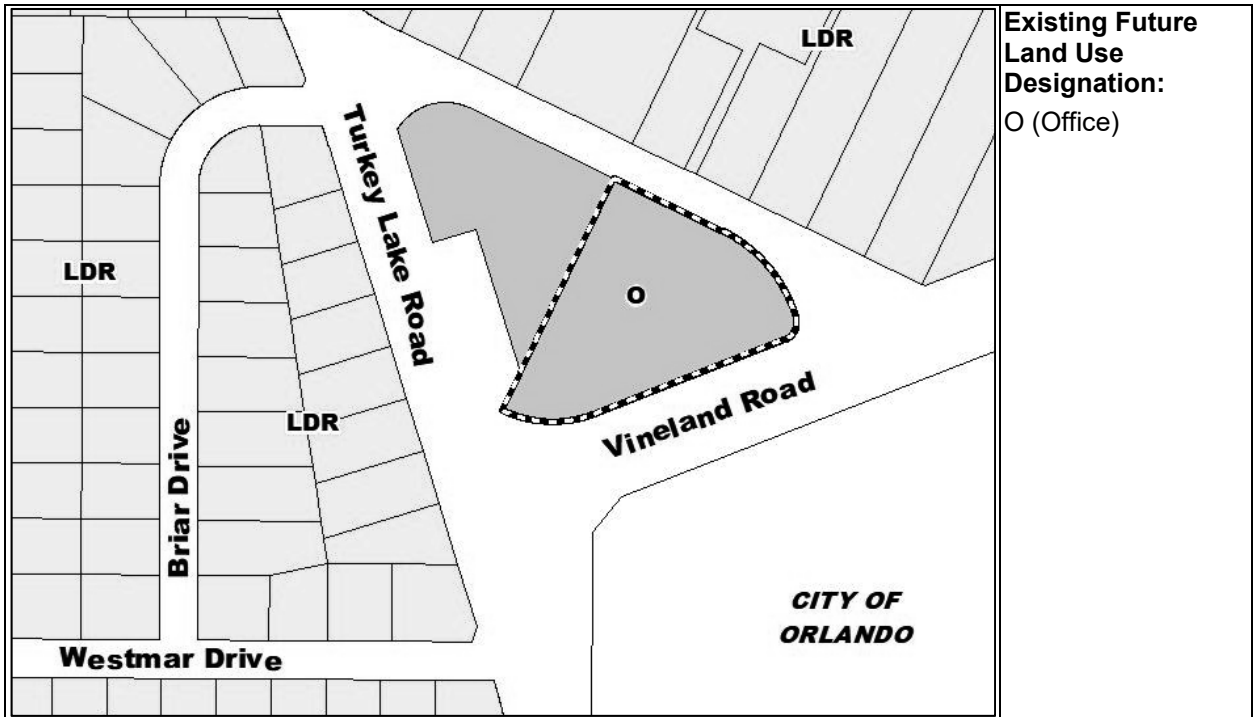 LDR
Turkey Lake Road
LDR
O
LDR
Briar Drive
Vineland Road
CITY OF
ORLANDO
Westmar Drive
Existing Future
Land Use
Designation:
O (Office)